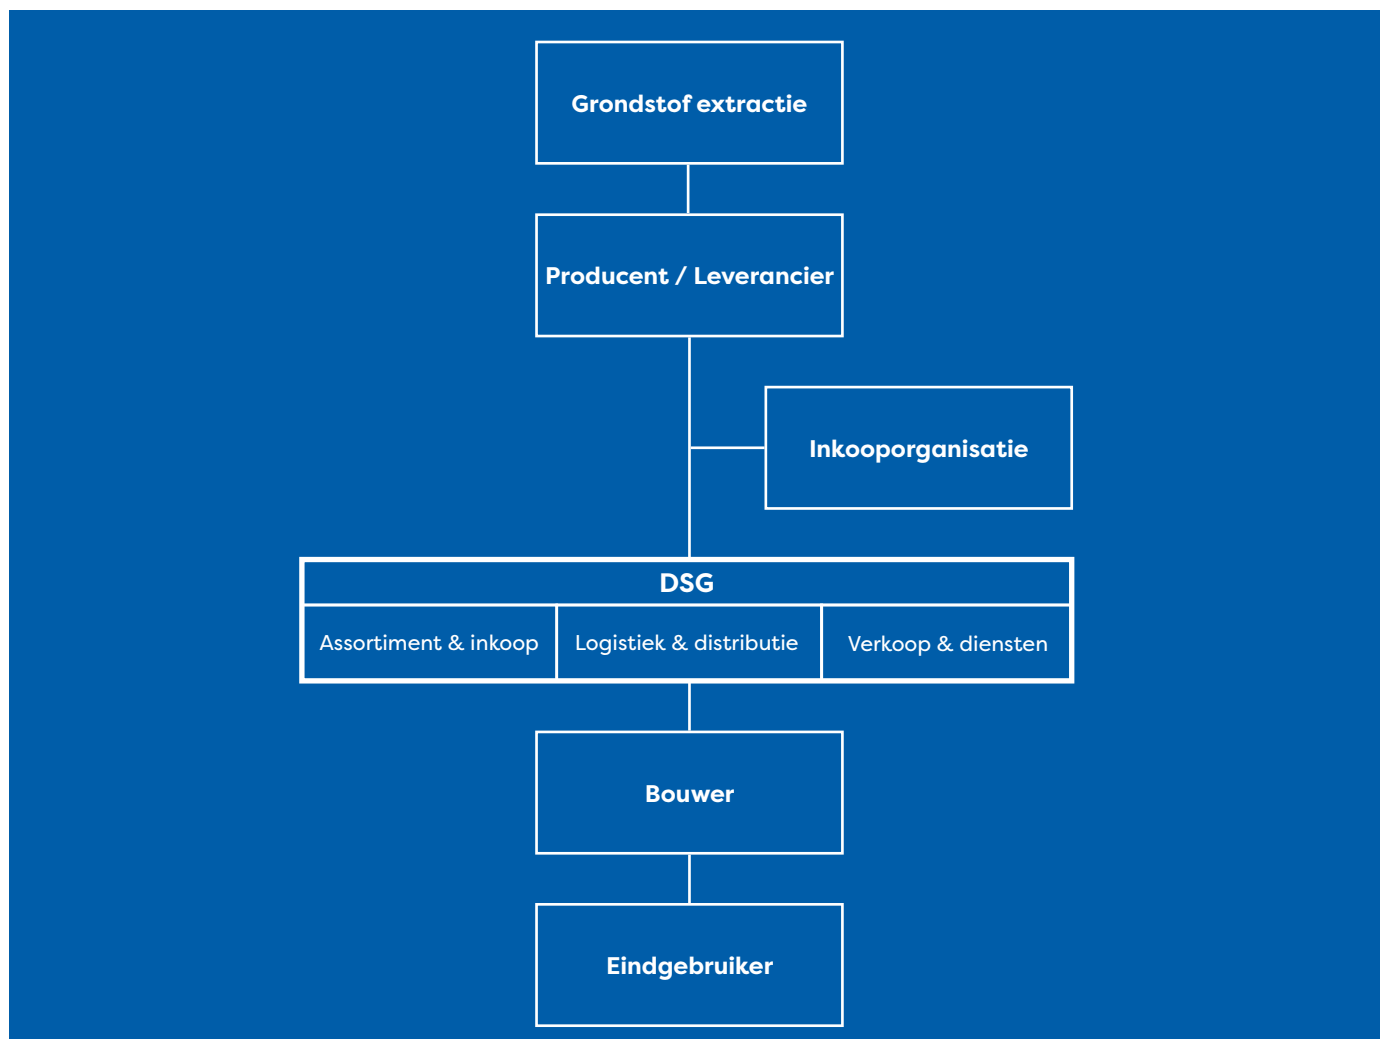 Grondstof extractie
Producent / Leverancier
Inkooporganisatie
DSG
Assortiment & inkoop
Logistiek & distributie
Verkoop & diensten
Bouwer
Eindgebruiker